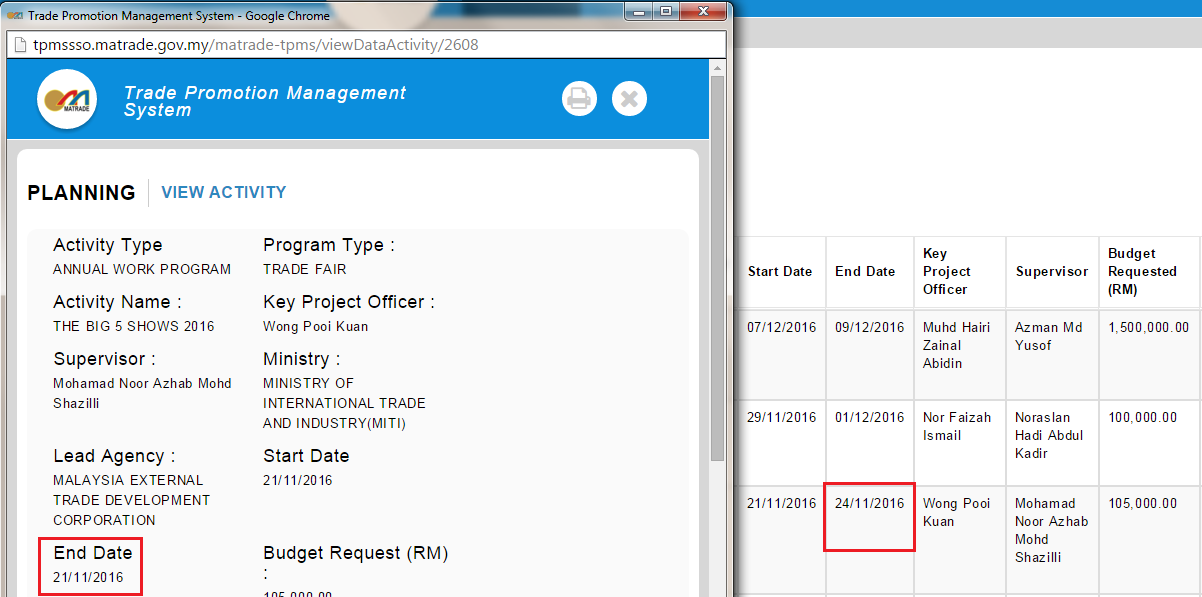 Trade Promotion Management System - Google Chrome
tpmssso.matrade.gov.my/matrade-tpms/viewDataActivity/2608
MATRADE
Trade Promotion Management
System
PLANNING
VIEW ACTIVITY
Activity Type
ANNUAL WORK PROGRAM
Program Type :
TRADE FAIR
Activity Name :
THE BIG 5 SHOWS 2016
Key Project Officer :
Wong Pooi Kuan
Supervisor :
Mohamad Noor Azhab Mohd
Shazilli
Ministry :
MINISTRY OF
INTERNATIONAL TRADE
AND INDUSTRY(MITI)
Lead Agency :
MALAYSIA EXTERNAL
TRADE DEVELOPMENT
CORPORATION
Start Date
21/11/2016
End Date
21/11/2016
Budget Request (RM)
:
105,000.00
Start Date
End Date
Key
Project
Officer
Supervisor
Budget
Requested
(RM)
07/12/2016
09/12/2016
Muhd Hairi
Zainal
Abidin
Azman Md
Yusof
1,500,000.00
29/11/2016
01/12/2016
Nor Faizah
Ismail
Noraslan
Hadi Abdul
Kadir
100,000.00
21/11/2016
24/11/2016
Wong Pooi
Kuan
Mohamad
Noor Azhab
Mohd
Shazilli
105,000.00